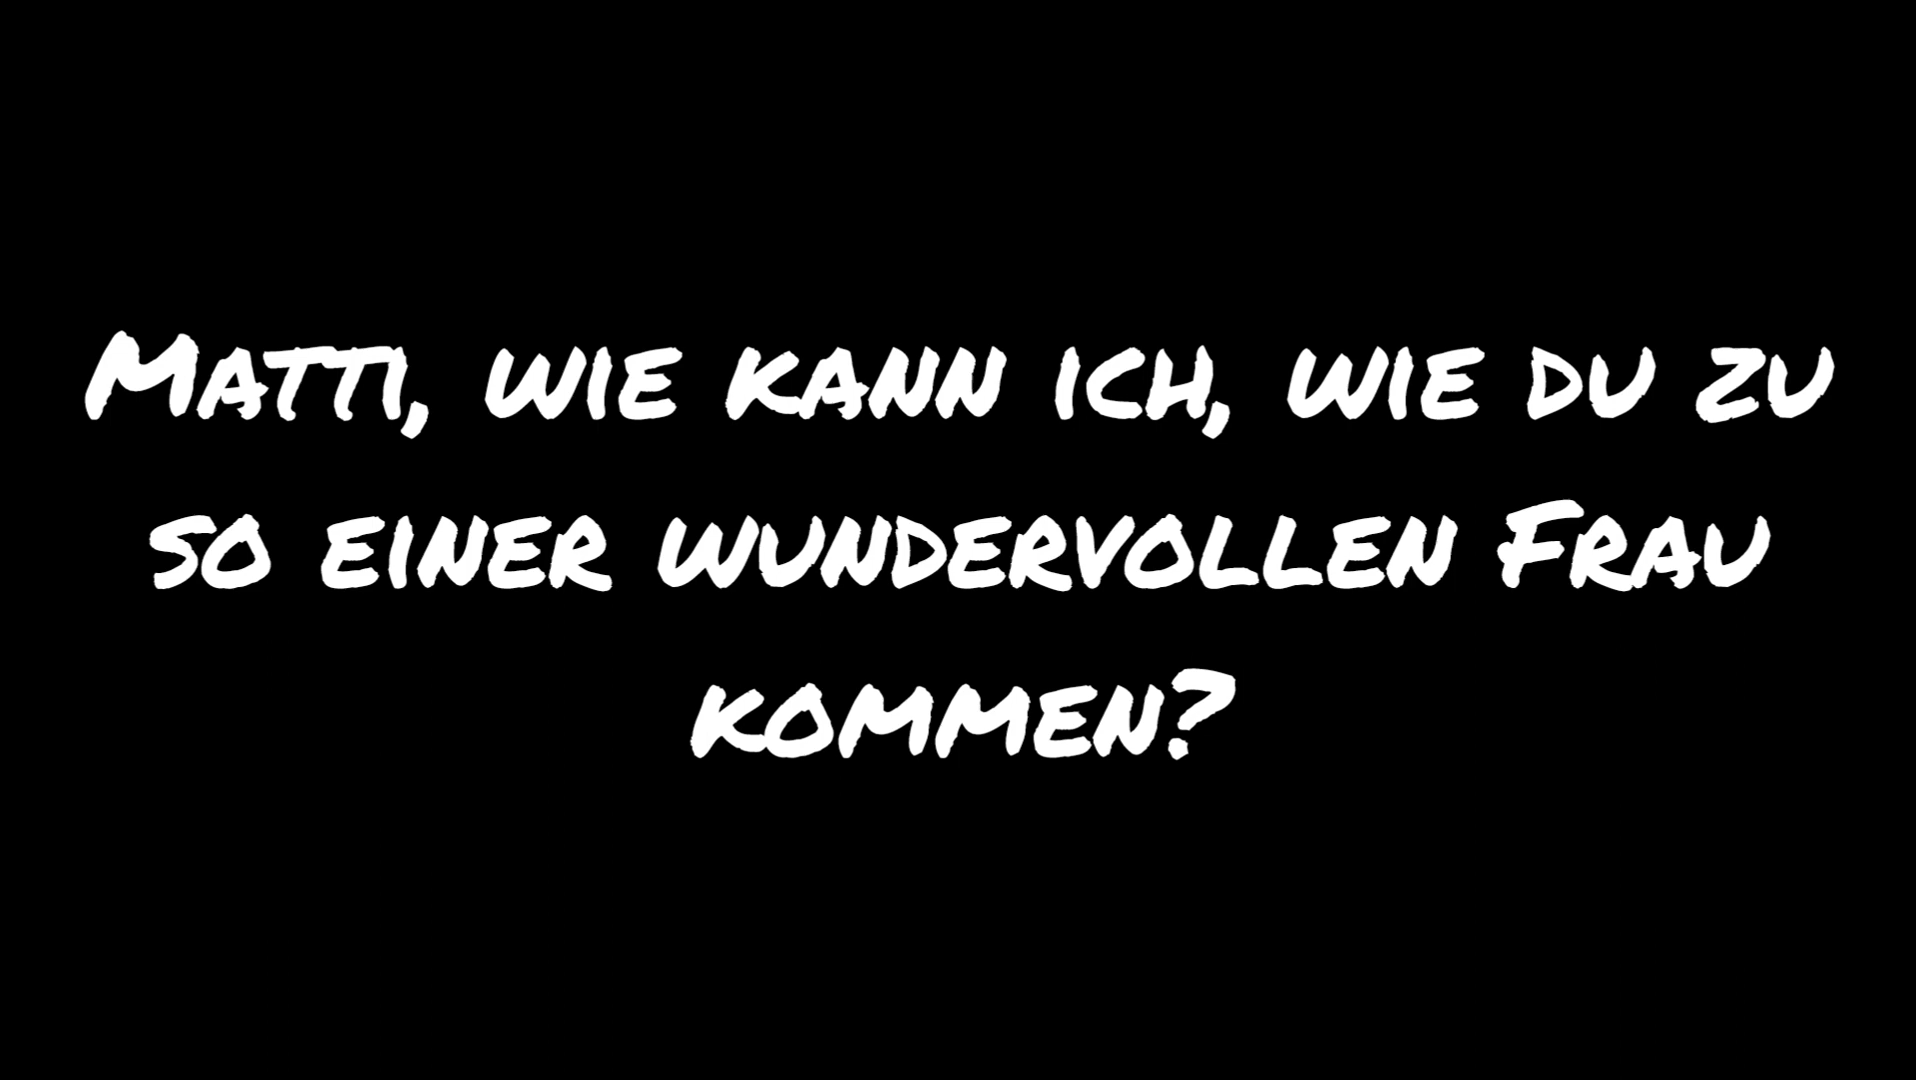 Matti, wie kann ich, wie du zu
so einer wundervollen Frau
kommen?